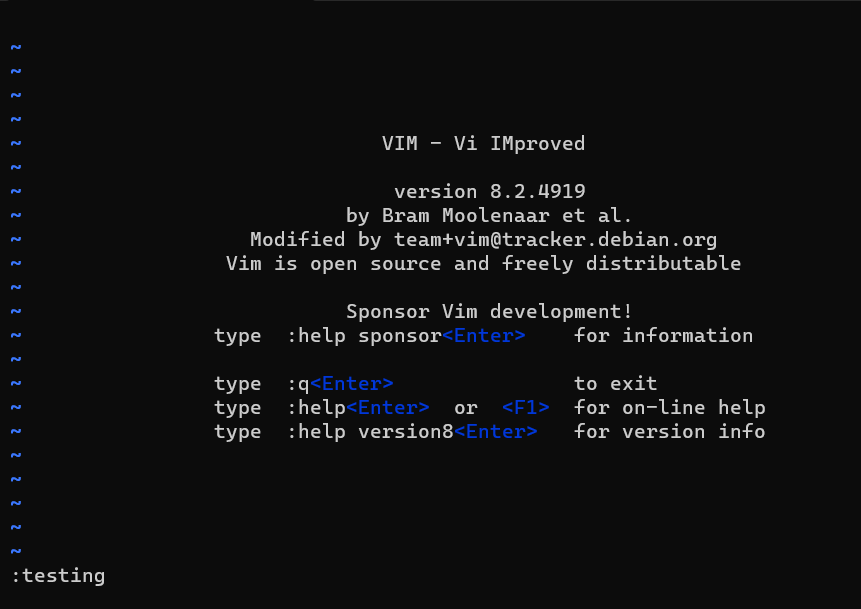 ~
~
~
~
~ VIM - Vi IMproved
~
~ version 8.2.4919
~ by Bram Moolenaar et al.
~ Modified by team+vim@tracker.debian.org
~ Vim is open source and freely distributable
~
~ Sponsor Vim development!
~ type :help sponsor<Enter> for information
~
~ type :q<Enter> to exit
~ type :help<Enter> or <F1> for on-line help
~ type :help version8<Enter> for version info
~
~
~
~
~
:testing